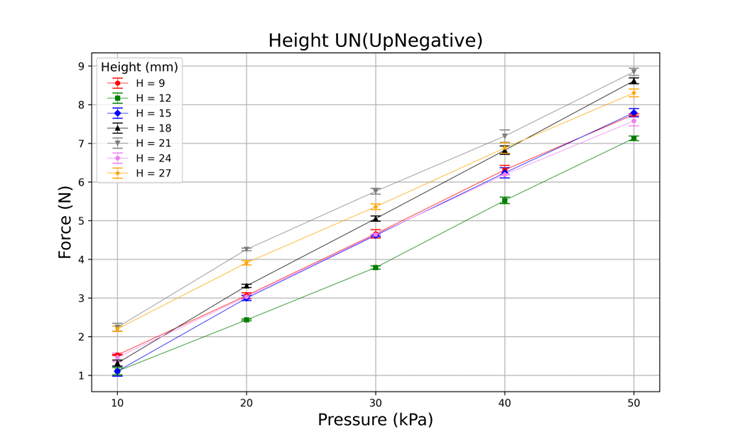 Height UN(UpNegative)
Height (mm)
H = 9
H = 12
H = 15
H = 18
H = 21
H = 24
H = 27
9
8
7
6
5
4
3
2
1
Force (N)
10 20 30 40 50
Pressure (kPa)